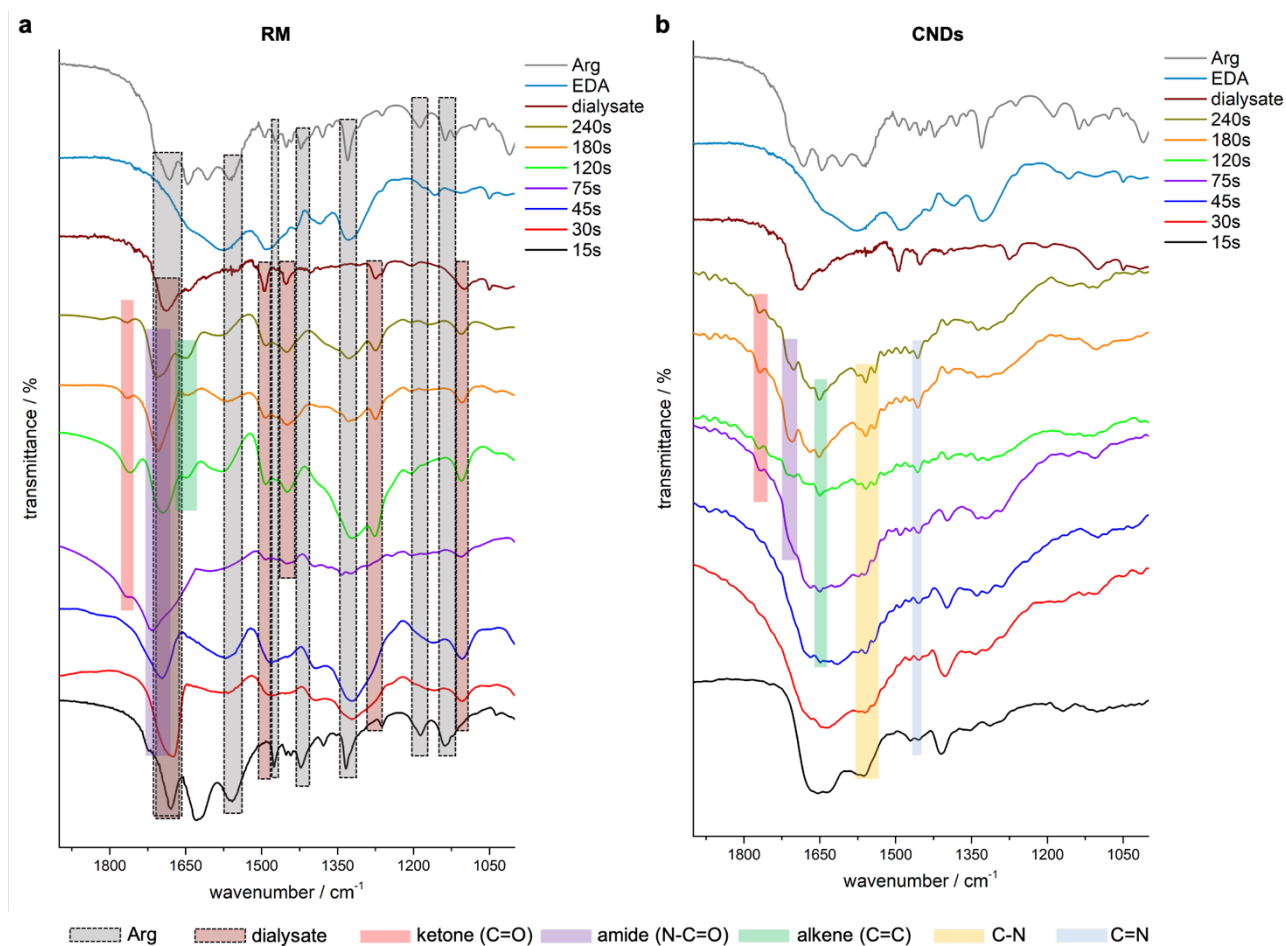 a
RM
Arg
EDA
dialysate
240s
180s
120s
75s
45s
30s
15s
transmittance / %
1800 1650 1500 1350 1200 1050
wavenumber / cm⁻¹
b
CNDs
Arg
EDA
dialysate
240s
180s
120s
75s
45s
30s
15s
transmittance / %
1800 1650 1500 1350 1200 1050
wavenumber / cm⁻¹
Arg dialysate ketone (C=O) amide (N-C=O) alkene (C=C) C-N C=N